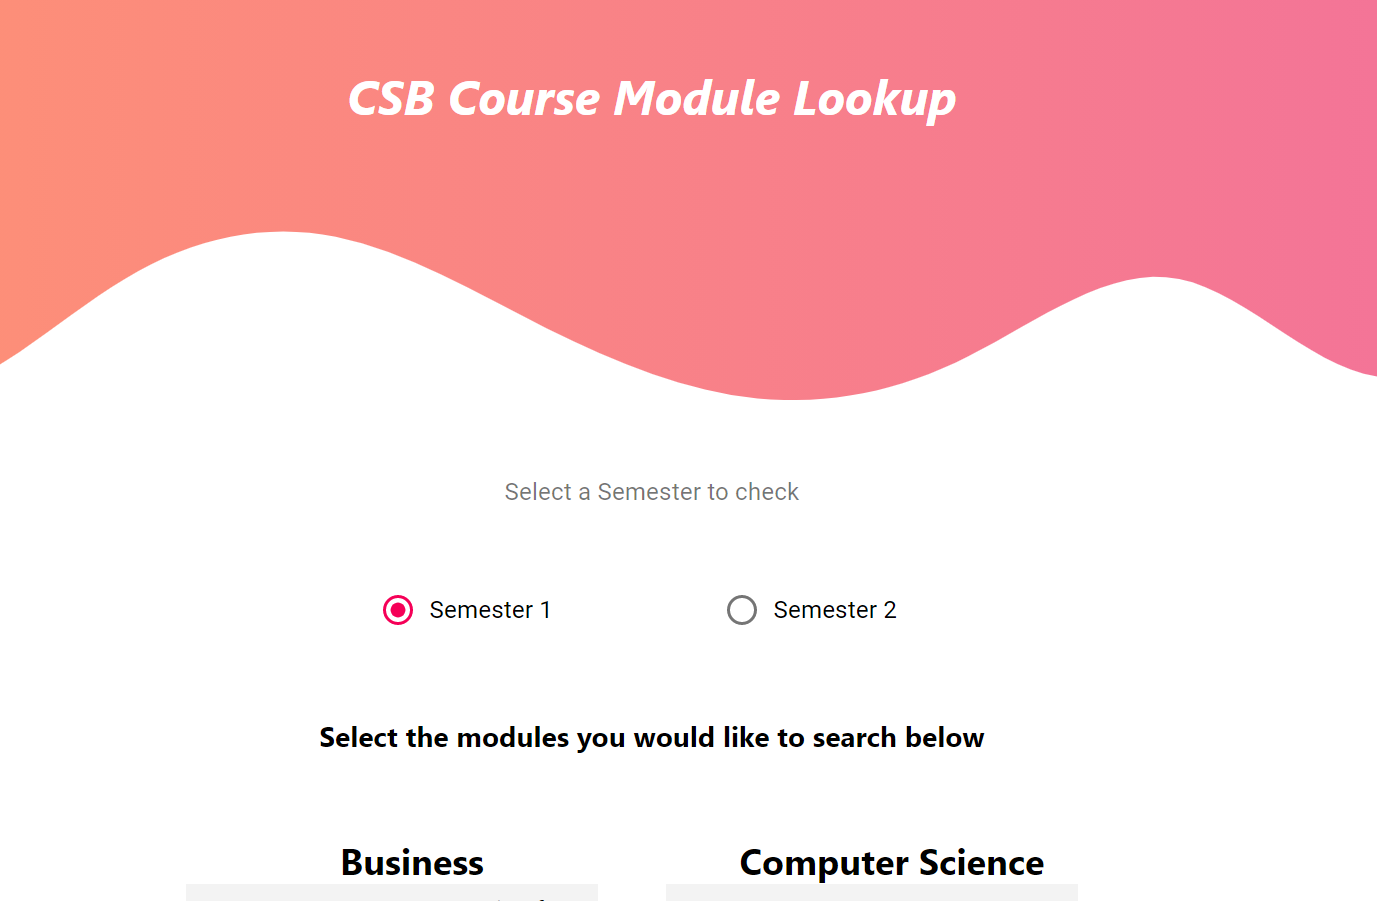 CSB Course Module Lookup
Select a Semester to check
Semester 1
Semester 2
Select the modules you would like to search below
Business
Computer Science